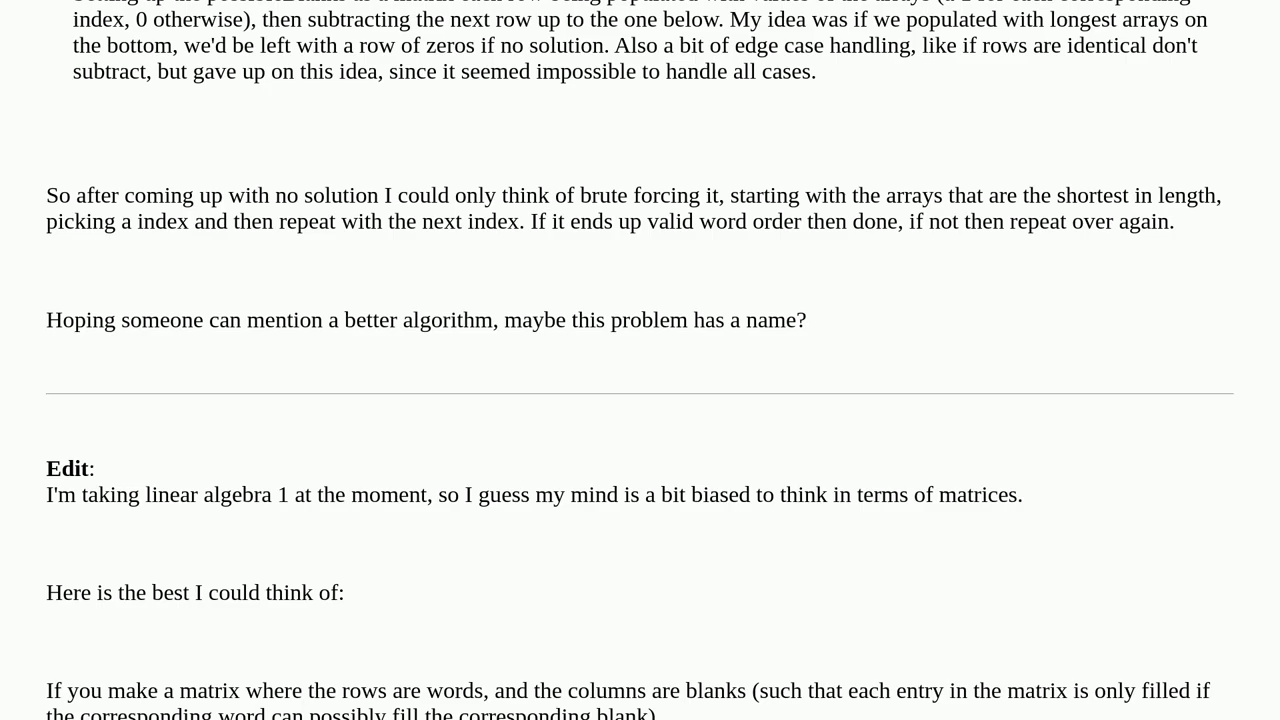 index, 0 otherwise), then subtracting the next row up to the one below. My idea was if we populated with longest arrays on
the bottom, we'd be left with a row of zeros if no solution. Also a bit of edge case handling, like if rows are identical don't
subtract, but gave up on this idea, since it seemed impossible to handle all cases.
So after coming up with no solution I could only think of brute forcing it, starting with the arrays that are the shortest in length,
picking a index and then repeat with the next index. If it ends up valid word order then done, if not then repeat over again.
Hoping someone can mention a better algorithm, maybe this problem has a name?
Edit:
I'm taking linear algebra 1 at the moment, so I guess my mind is a bit biased to think in terms of matrices.
Here is the best I could think of:
If you make a matrix where the rows are words, and the columns are blanks (such that each entry in the matrix is only filled if
the corresponding word can possibly fill the corresponding blank)